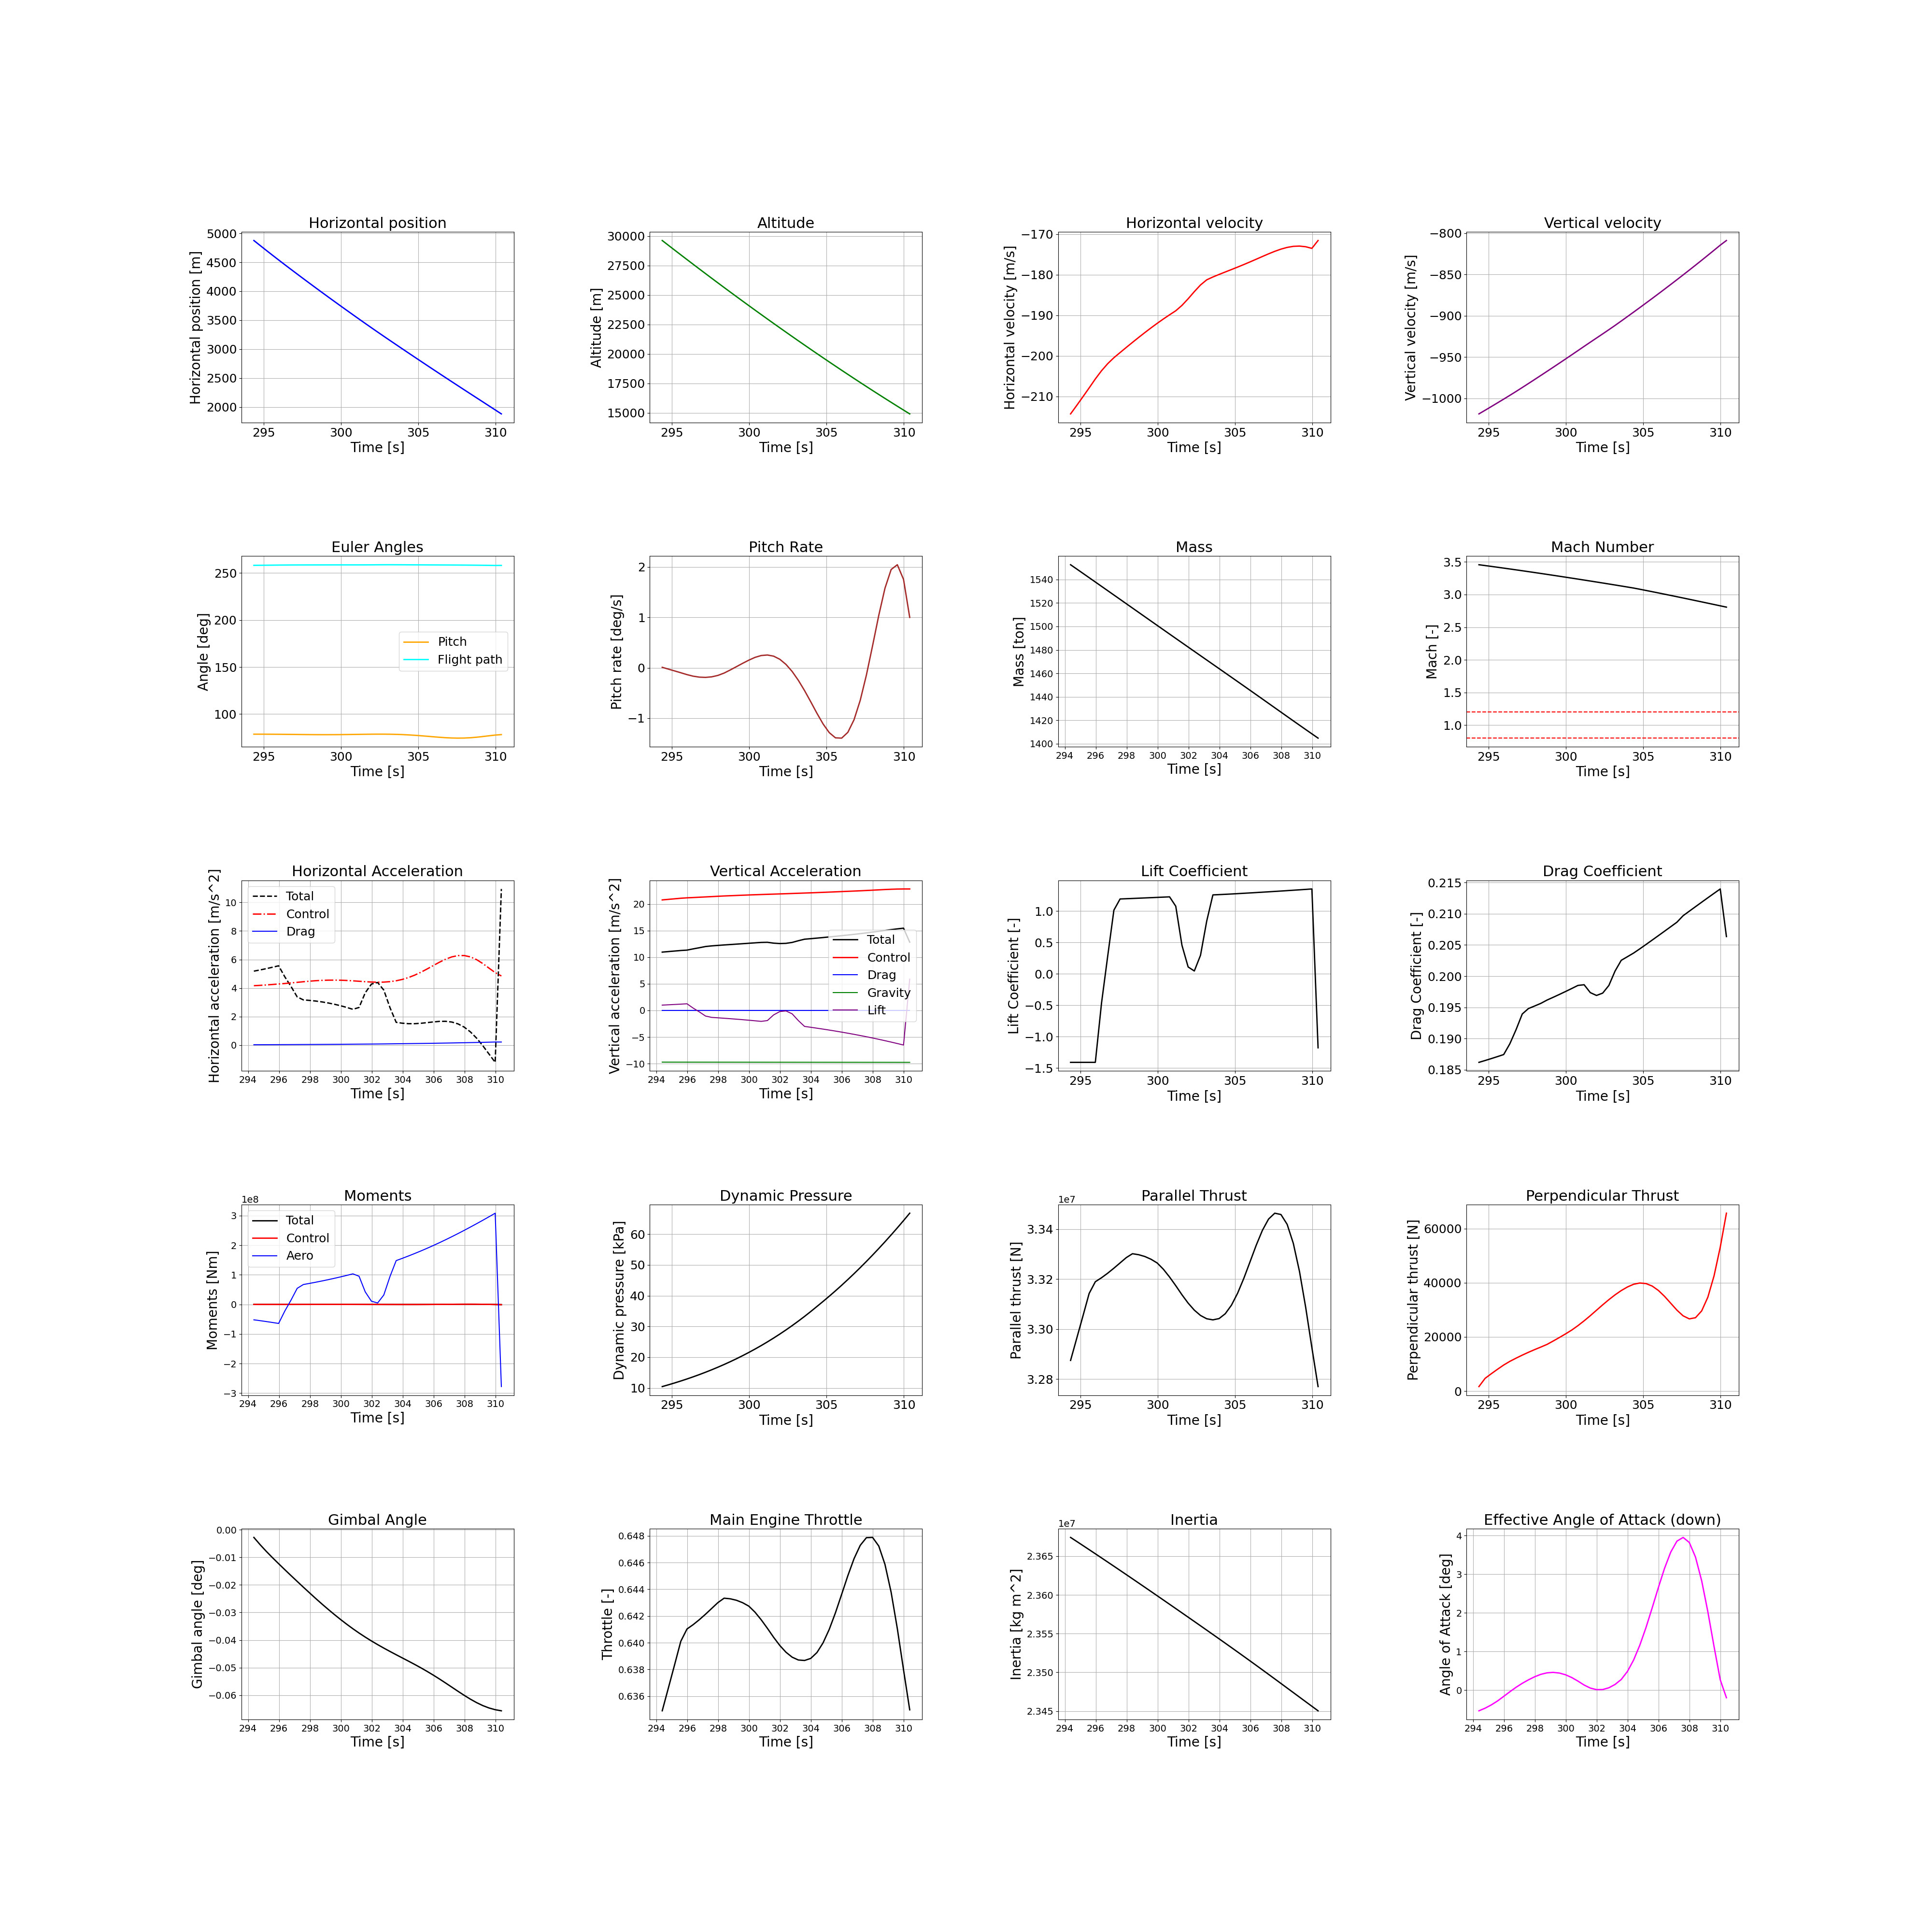 Horizontal position
Horizontal position [m]
5000
4500
4000
3500
3000
2500
2000
295 300 305 310
Time [s]
Altitude
Altitude [m]
30000
27500
25000
22500
20000
17500
15000
295 300 305 310
Time [s]
Horizontal velocity
Horizontal velocity [m/s]
−170
−180
−190
−200
−210
295 300 305 310
Time [s]
Vertical velocity
Vertical velocity [m/s]
−800
−850
−900
−950
−1000
295 300 305 310
Time [s]
Euler Angles
Angle [deg]
250
200
150
100
Pitch
Flight path
295 300 305 310
Time [s]
Pitch Rate
Pitch rate [deg/s]
2
1
0
−1
295 300 305 310
Time [s]
Mass
Mass [ton]
1540
1520
1500
1480
1460
1440
1420
1400
294 296 298 300 302 304 306 308 310
Time [s]
Mach Number
Mach [-]
3.5
3.0
2.5
2.0
1.5
1.0
295 300 305 310
Time [s]
Horizontal Acceleration
Horizontal acceleration [m/s^2]
10
8
6
4
2
0
Total
Control
Drag
294 296 298 300 302 304 306 308 310
Time [s]
Vertical Acceleration
Vertical acceleration [m/s^2]
20
15
10
5
0
−5
−10
Total
Control
Drag
Gravity
Lift
294 296 298 300 302 304 306 308 310
Time [s]
Lift Coefficient
Lift Coefficient [-]
1.0
0.5
0.0
−0.5
−1.0
−1.5
295 300 305 310
Time [s]
Drag Coefficient
Drag Coefficient [-]
0.215
0.210
0.205
0.200
0.195
0.190
0.185
295 300 305 310
Time [s]
Moments
1e8
Moments [Nm]
3
2
1
0
−1
−2
−3
Total
Control
Aero
294 296 298 300 302 304 306 308 310
Time [s]
Dynamic Pressure
Dynamic pressure [kPa]
60
50
40
30
20
10
295 300 305 310
Time [s]
Parallel Thrust
1e7
Parallel thrust [N]
3.34
3.32
3.30
3.28
295 300 305 310
Time [s]
Perpendicular Thrust
Perpendicular thrust [N]
60000
40000
20000
0
295 300 305 310
Time [s]
Gimbal Angle
Gimbal angle [deg]
0.00
−0.01
−0.02
−0.03
−0.04
−0.05
−0.06
294 296 298 300 302 304 306 308 310
Time [s]
Main Engine Throttle
Throttle [-]
0.648
0.646
0.644
0.642
0.640
0.638
0.636
294 296 298 300 302 304 306 308 310
Time [s]
Inertia
1e7
Inertia [kg m^2]
2.365
2.360
2.355
2.350
2.345
294 296 298 300 302 304 306 308 310
Time [s]
Effective Angle of Attack (down)
Angle of Attack [deg]
4
3
2
1
0
294 296 298 300 302 304 306 308 310
Time [s]